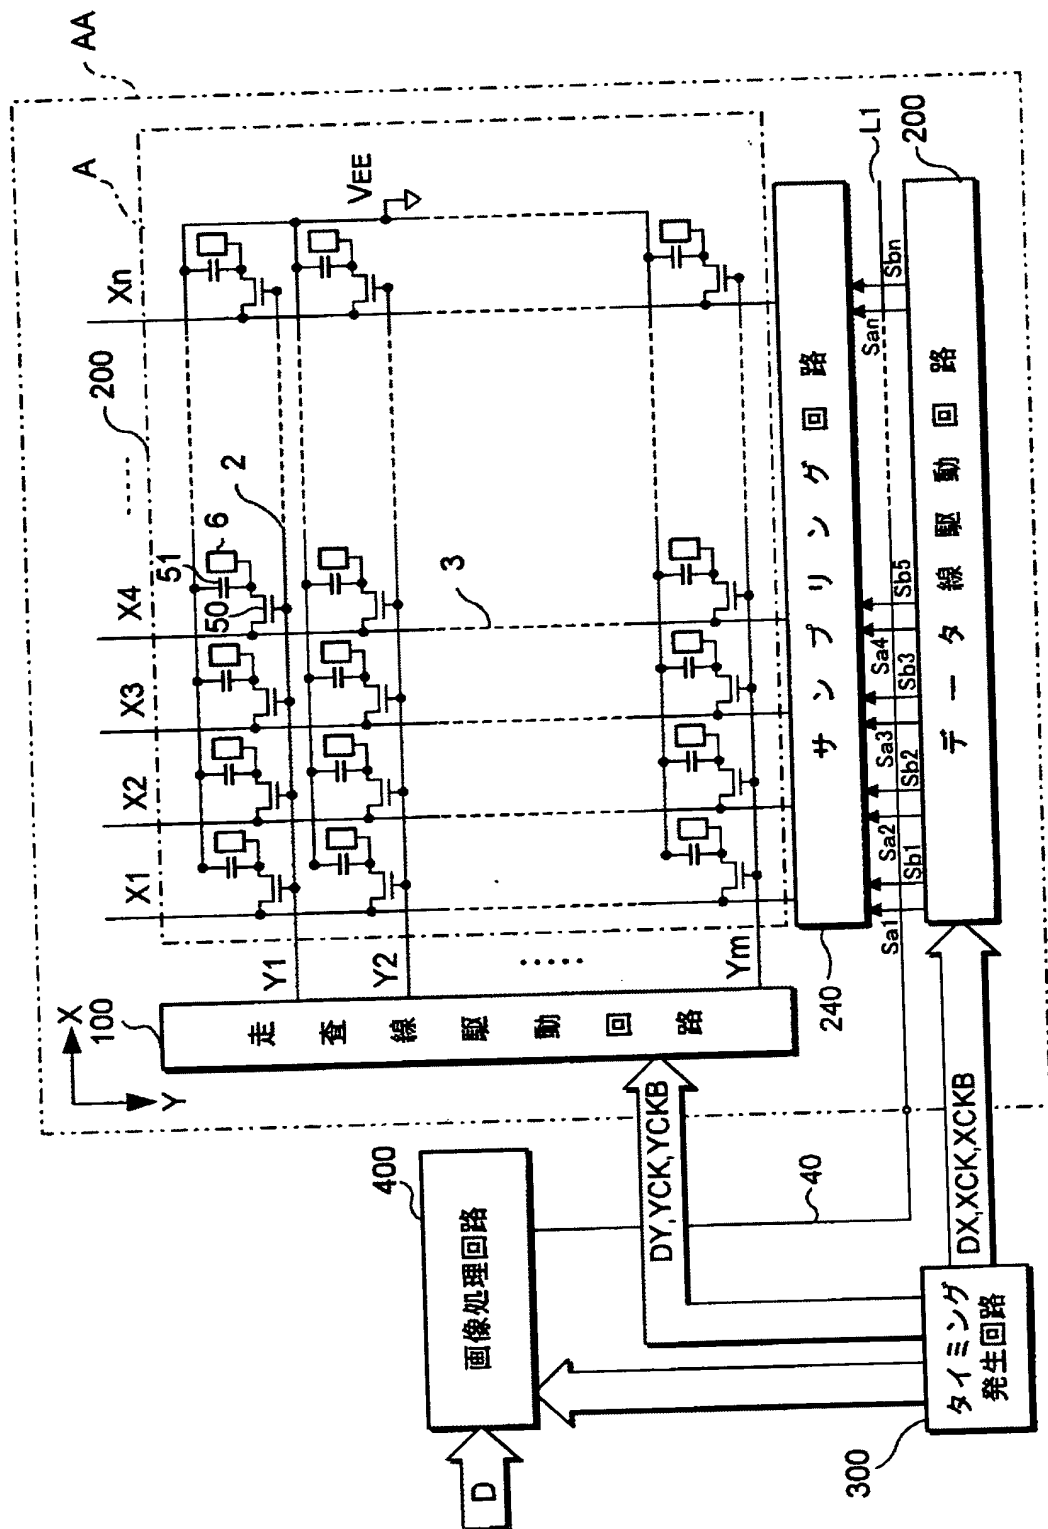 AA
A
200
X
Y
100
X1
X2
X3
X4
Xn
VEE
51
6
50
2
Y1
Y2
Ym
3
走査線駆動回路
サンプリング回路
240
Sa1
Sb1
Sa2
Sb2
Sa3
Sb3
Sa4
Sb5
San
Sbn
L1
データ線駆動回路
200
D
画像処理回路
400
DY,YCK,YCKB
40
DX,XCK,XCKB
タイミング
発生回路
300